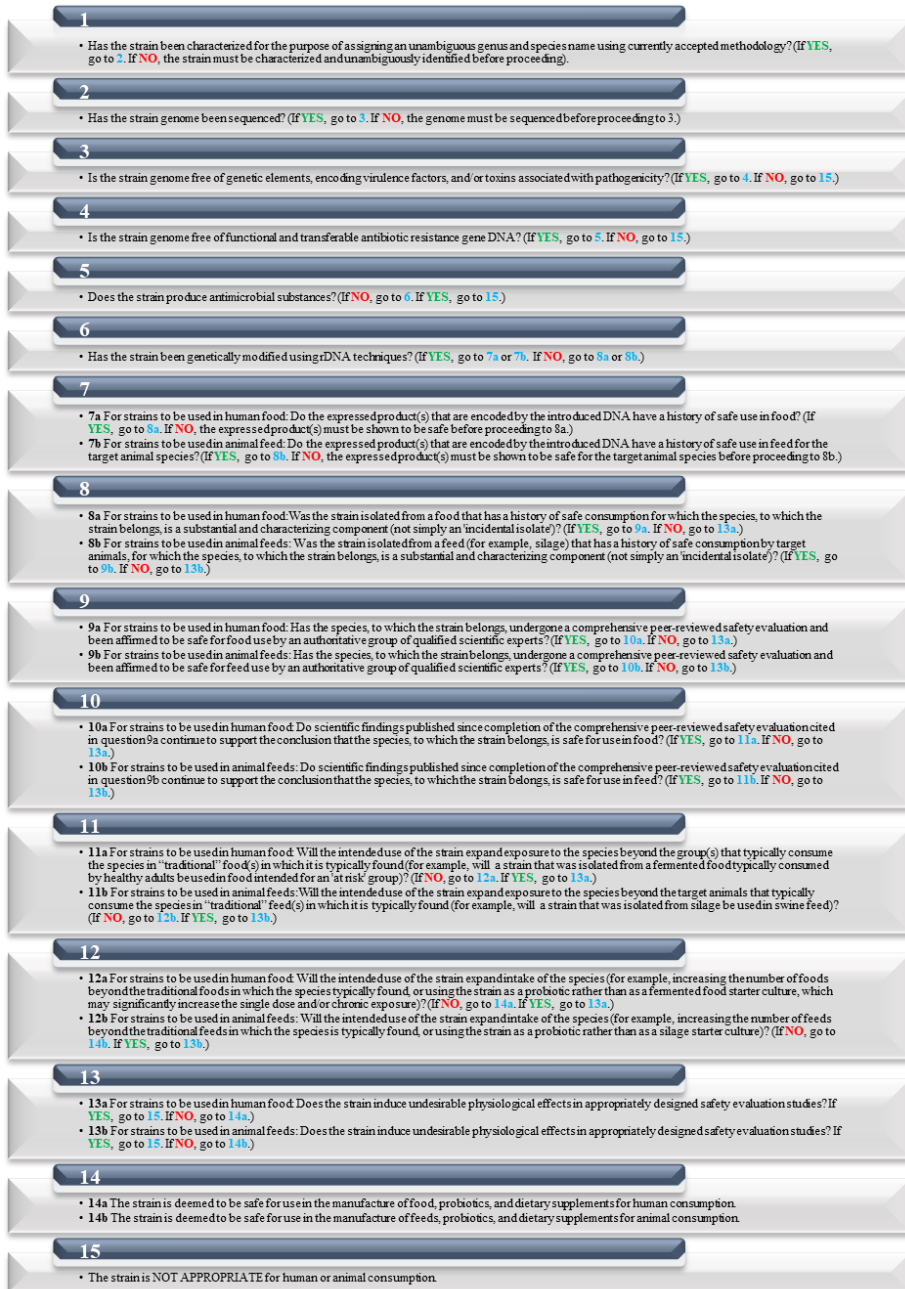 1
• Has the strain been characterized for the purpose of assigning an unambiguous genus and species name using currently accepted methodology? (If YES,
go to 2. If NO, the strain must be characterized and unambiguously identified before proceeding).
2
• Has the strain genome been sequenced? (If YES, go to 3. If NO, the genome must be sequenced before proceeding to 3.)
3
• Is the strain genome free of genetic elements, encoding virulence factors, and/or toxins associated with pathogenicity? (If YES, go to 4. If NO, go to 15.)
4
• Is the strain genome free of functional and transferable antibiotic resistance gene DNA? (If YES, go to 5. If NO, go to 15.)
5
• Does the strain produce antimicrobial substances? (If NO, go to 6. If YES, go to 15.)
6
• Has the strain been genetically modified using rDNA techniques? (If YES, go to 7a or 7b. If NO, go to 8a or 8b.)
7
• 7a For strains to be used in human food: Do the expressed product(s) that are encoded by the introduced DNA have a history of safe use in food? (If
YES, go to 8a. If NO, the expressed product(s) must be shown to be safe before proceeding to 8a.)
• 7b For strains to be used in animal feed: Do the expressed product(s) that are encoded by the introduced DNA have a history of safe use in feed for the
target animal species? (If YES, go to 8b. If NO, the expressed product(s) must be shown to be safe for the target animal species before proceeding to 8b.)
8
• 8a For strains to be used in human food: Was the strain isolated from a food that has a history of safe consumption for which the species, to which the
strain belongs, is a substantial and characterizing component (not simply an 'incidental isolate')? (If YES, go to 9a. If NO, go to 13a.)
• 8b For strains to be used in animal feeds: Was the strain isolated from a feed (for example, silage) that has a history of safe consumption by target
animals, for which the species, to which the strain belongs, is a substantial and characterizing component (not simply an 'incidental isolate')? (If YES, go
to 9b. If NO, go to 13b.)
9
• 9a For strains to be used in human food: Has the species, to which the strain belongs, undergone a comprehensive peer-reviewed safety evaluation and
been affirmed to be safe for food use by an authoritative group of qualified scientific experts? (If YES, go to 10a. If NO, go to 13a.)
• 9b For strains to be used in animal feeds: Has the species, to which the strain belongs, undergone a comprehensive peer-reviewed safety evaluation and
been affirmed to be safe for feed use by an authoritative group of qualified scientific experts? (If YES, go to 10b. If NO, go to 13b.)
10
• 10a For strains to be used in human food: Do scientific findings published since completion of the comprehensive peer-reviewed safety evaluation cited
in question 9a continue to support the conclusion that the species, to which the strain belongs, is safe for use in food? (If YES, go to 11a. If NO, go to
13a.)
• 10b For strains to be used in animal feeds: Do scientific findings published since completion of the comprehensive peer-reviewed safety evaluation cited
in question 9b continue to support the conclusion that the species, to which the strain belongs, is safe for use in feed? (If YES, go to 11b. If NO, go to
13b.)
11
• 11a For strains to be used in human food: Will the intended use of the strain expand exposure to the species beyond the group(s) that typically consume
the species in “traditional” food(s) in which it is typically found (for example, will a strain that was isolated from a fermented food typically consumed
by healthy adults be used in food intended for an 'at risk' group)? (If NO, go to 12a. If YES, go to 13a.)
• 11b For strains to be used in animal feeds: Will the intended use of the strain expand exposure to the species beyond the target animals that typically
consume the species in “traditional” feed(s) in which it is typically found (for example, will a strain that was isolated from silage be used in swine feed)?
(If NO, go to 12b. If YES, go to 13b.)
12
• 12a For strains to be used in human food: Will the intended use of the strain expand intake of the species (for example, increasing the number of foods
beyond the traditional foods in which the species typically found, or using the strain as a probiotic rather than as a fermented food starter culture, which
may significantly increase the single dose and/or chronic exposure)? (If NO, go to 14a. If YES, go to 13a.)
• 12b For strains to be used in animal feeds: Will the intended use of the strain expand intake of the species (for example, increasing the number of feeds
beyond the traditional feeds in which the species is typically found, or using the strain as a probiotic rather than as a silage starter culture)? (If NO, go to
14b. If YES, go to 13b.)
13
• 13a For strains to be used in human food: Does the strain induce undesirable physiological effects in appropriately designed safety evaluation studies? If
YES, go to 15. If NO, go to 14a.)
• 13b For strains to be used in animal feeds: Does the strain induce undesirable physiological effects in appropriately designed safety evaluation studies? If
YES, go to 15. If NO, go to 14b.)
14
• 14a The strain is deemed to be safe for use in the manufacture of food, probiotics, and dietary supplements for human consumption.
• 14b The strain is deemed to be safe for use in the manufacture of feeds, probiotics, and dietary supplements for animal consumption.
15
• The strain is NOT APPROPRIATE for human or animal consumption.